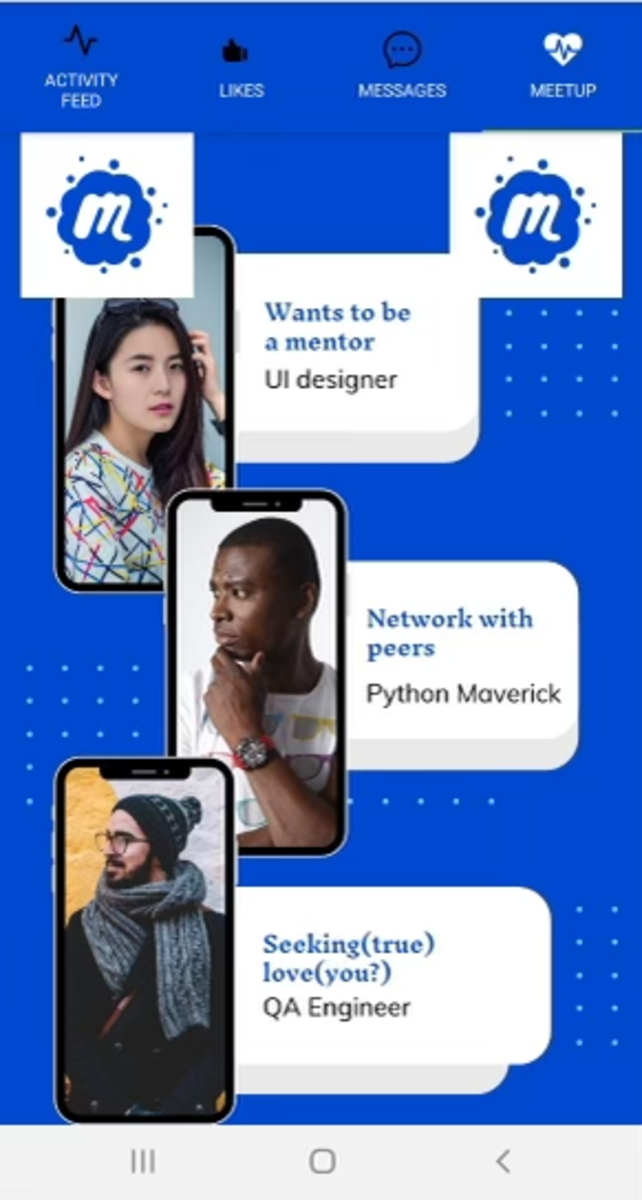 ACTIVITY
FEED
LIKES
MESSAGES
MEETUP
m
m
Wants to be
a mentor
UI designer
Network with
peers
Python Maverick
Seeking(true)
love(you?)
QA Engineer